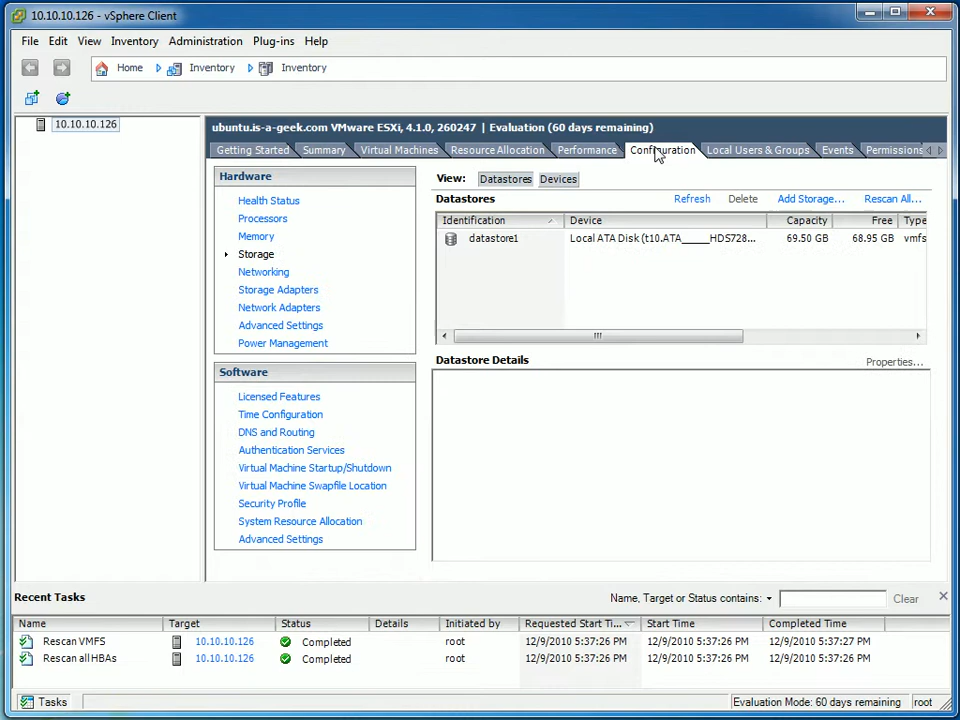 10.10.10.126 - vSphere Client
File Edit View Inventory Administration Plug-ins Help
Home Inventory Inventory
10.10.10.126
ubuntu.is-a-geek.com VMware ESXi, 4.1.0, 260247 | Evaluation (60 days remaining)
Getting Started Summary Virtual Machines Resource Allocation Performance Configuration Local Users & Groups Events Permissions
Hardware
Health Status
Processors
Memory
Storage
Networking
Storage Adapters
Network Adapters
Advanced Settings
Power Management
Software
Licensed Features
Time Configuration
DNS and Routing
Authentication Services
Virtual Machine Startup/Shutdown
Virtual Machine Swapfile Location
Security Profile
System Resource Allocation
Advanced Settings
View: Datastores Devices
Datastores Refresh Delete Add Storage... Rescan All...
Identification Device Capacity Free Type
datastore1 Local ATA Disk (t10.ATA_____HDS728... 69.50 GB 68.95 GB vmfs
Datastore Details Properties...
Recent Tasks Name, Target or Status contains: Clear
Name Target Status Details Initiated by Requested Start Ti... Start Time Completed Time
Rescan VMFS 10.10.10.126 Completed root 12/9/2010 5:37:26 PM 12/9/2010 5:37:26 PM 12/9/2010 5:37:27 PM
Rescan all HBAs 10.10.10.126 Completed root 12/9/2010 5:37:26 PM 12/9/2010 5:37:26 PM 12/9/2010 5:37:26 PM
Tasks Evaluation Mode: 60 days remaining root